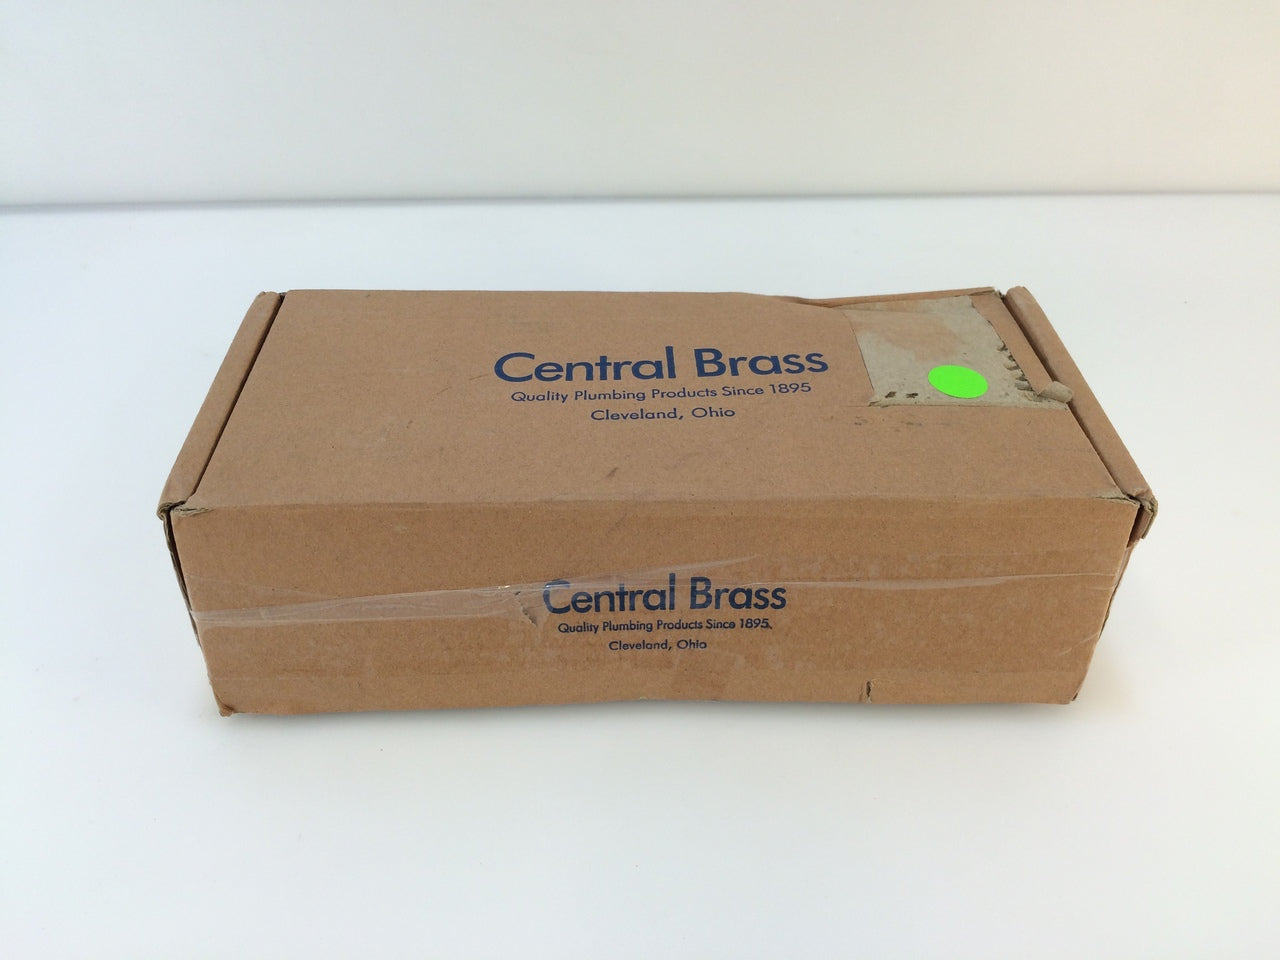 Central Brass
Quality Plumbing Products Since 1895
Cleveland, Ohio
Central Brass
Quality Plumbing Products Since 1895
Cleveland, Ohio